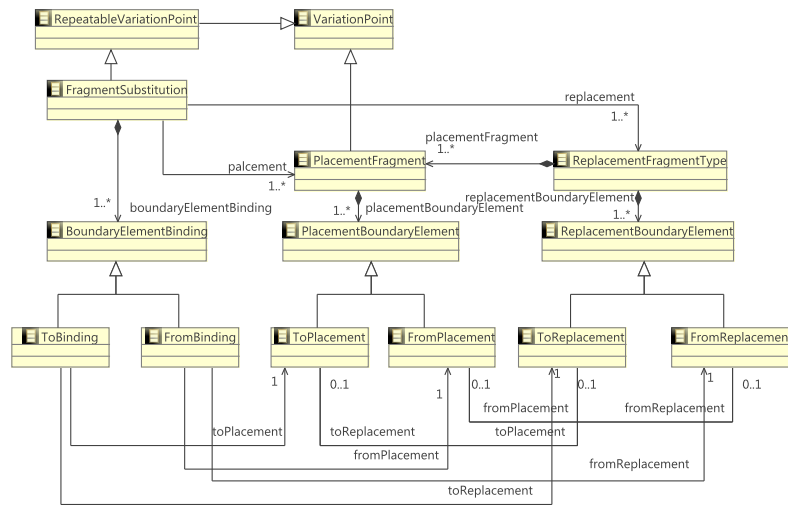 RepeatableVariationPoint
VariationPoint
FragmentSubstitution
replacement
1..*
placementFragment
1..*
palcement
1..*
PlacementFragment
ReplacementFragmentType
1..*
boundaryElementBinding
1..*
placementBoundaryElement
replacementBoundaryElement
1..*
BoundaryElementBinding
PlacementBoundaryElement
ReplacementBoundaryElement
ToBinding
FromBinding
ToPlacement
FromPlacement
ToReplacement
FromReplacement
1
0..1
1
0..1
1
0..1
1
0..1
fromPlacement
fromReplacement
toPlacement
toReplacement
toPlacement
fromPlacement
fromReplacement
toReplacement